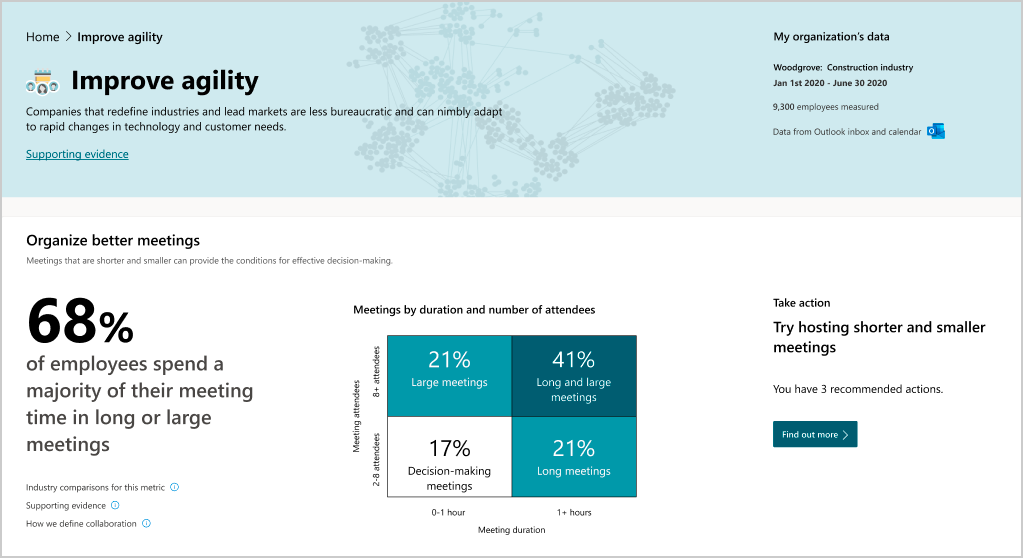 Home > Improve agility
Improve agility
Companies that redefine industries and lead markets are less bureaucratic and can nimbly adapt
to rapid changes in technology and customer needs.
Supporting evidence
My organization's data
Woodgrove: Construction industry
Jan 1st 2020 - June 30 2020
9,300 employees measured
Data from Outlook inbox and calendar
Organize better meetings
Meetings that are shorter and smaller can provide the conditions for effective decision-making.
68%
of employees spend a
majority of their meeting
time in long or large
meetings
Industry comparisons for this metric
Supporting evidence
How we define collaboration
Meetings by duration and number of attendees
Meeting attendees
8+ attendees
2-8 attendees
21%
Large meetings
41%
Long and large
meetings
17%
Decision-making
meetings
21%
Long meetings
0-1 hour
1+ hours
Meeting duration
Take action
Try hosting shorter and smaller
meetings
You have 3 recommended actions.
Find out more >